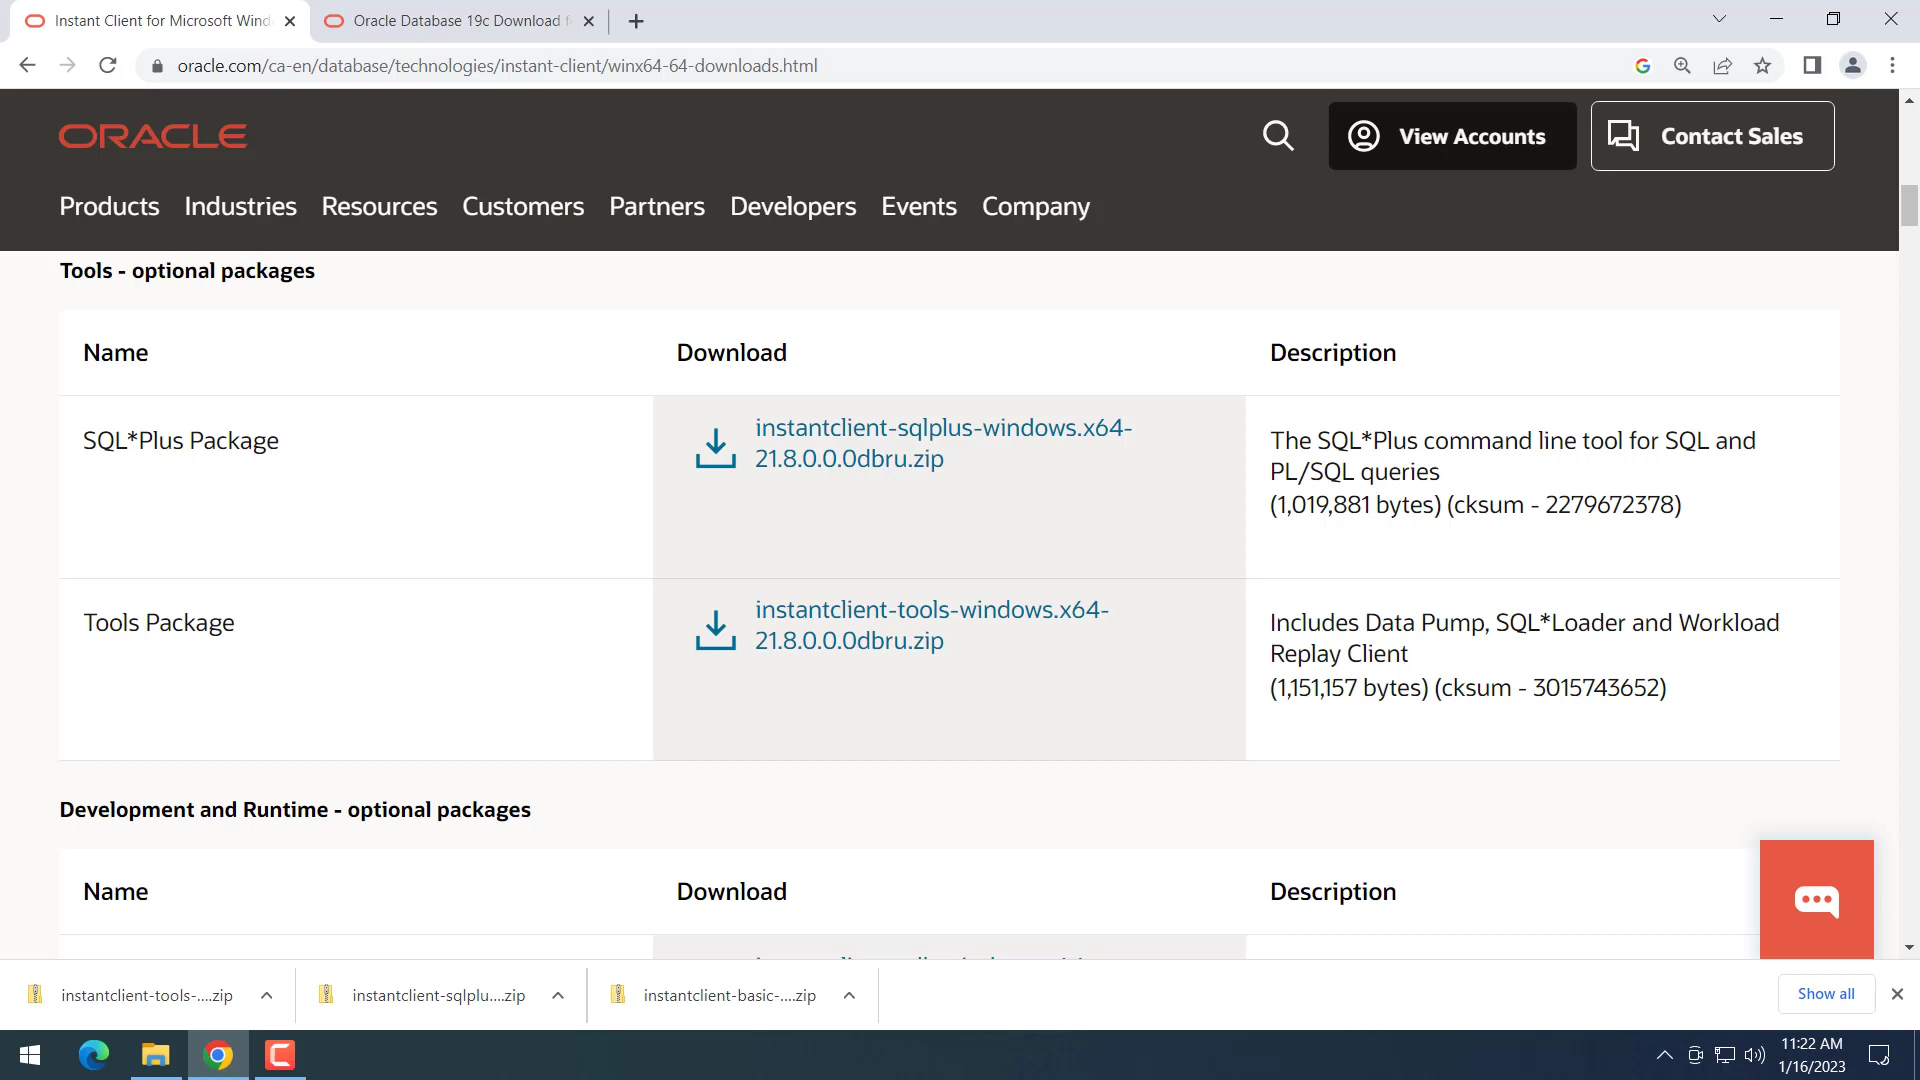 Instant Client for Microsoft Wind
Oracle Database 19c Download f
oracle.com/ca-en/database/technologies/instant-client/winx64-64-downloads.html
ORACLE
View Accounts
Contact Sales
Products Industries Resources Customers Partners Developers Events Company
Tools - optional packages
Name Download Description
SQL*Plus Package
instantclient-sqlplus-windows.x64-
21.8.0.0.0dbru.zip
The SQL*Plus command line tool for SQL and
PL/SQL queries
(1,019,881 bytes) (cksum - 2279672378)
Tools Package
instantclient-tools-windows.x64-
21.8.0.0.0dbru.zip
Includes Data Pump, SQL*Loader and Workload
Replay Client
(1,151,157 bytes) (cksum - 3015743652)
Development and Runtime - optional packages
Name Download Description
instantclient-tools-....zip
instantclient-sqlplu....zip
instantclient-basic-....zip
Show all
11:22 AM
1/16/2023